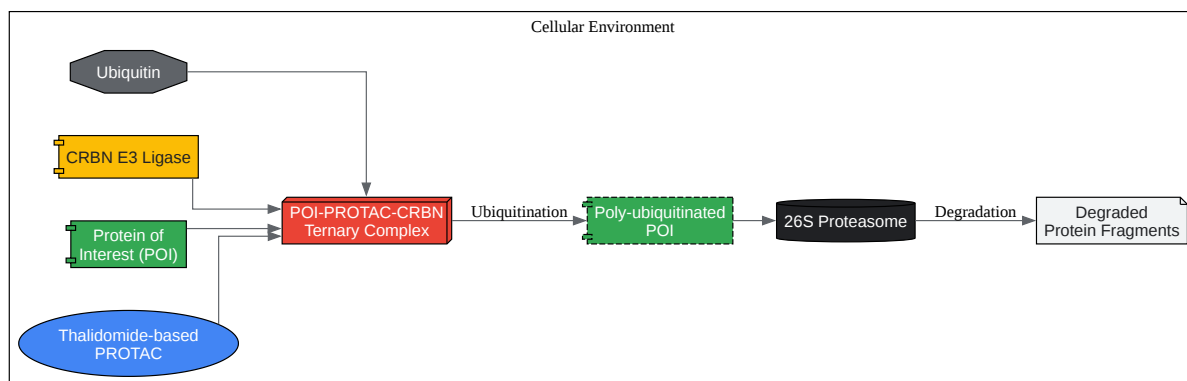 Cellular Environment
Ubiquitin
CRBN E3 Ligase
Protein of
Interest (POI)
Thalidomide-based
PROTAC
POI-PROTAC-CRBN
Ternary Complex
Ubiquitination
Poly-ubiquitinated
POI
26S Proteasome
Degradation
Degraded
Protein Fragments